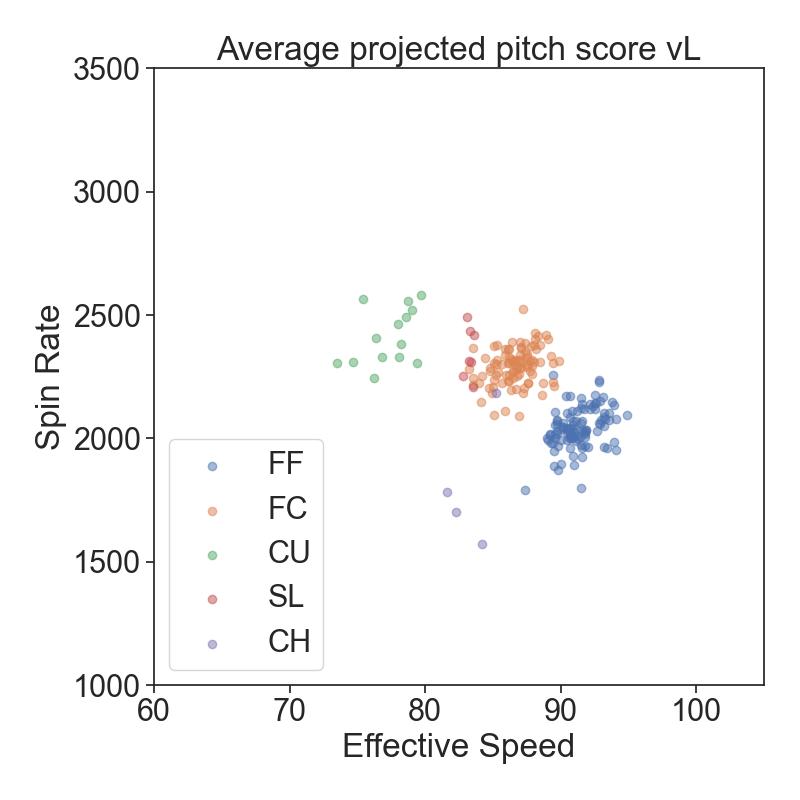 Average projected pitch score vL
3500
3000
2500
2000
1500
1000
Spin Rate
FF
FC
CU
SL
CH
60
70
80
90
100
Effective Speed